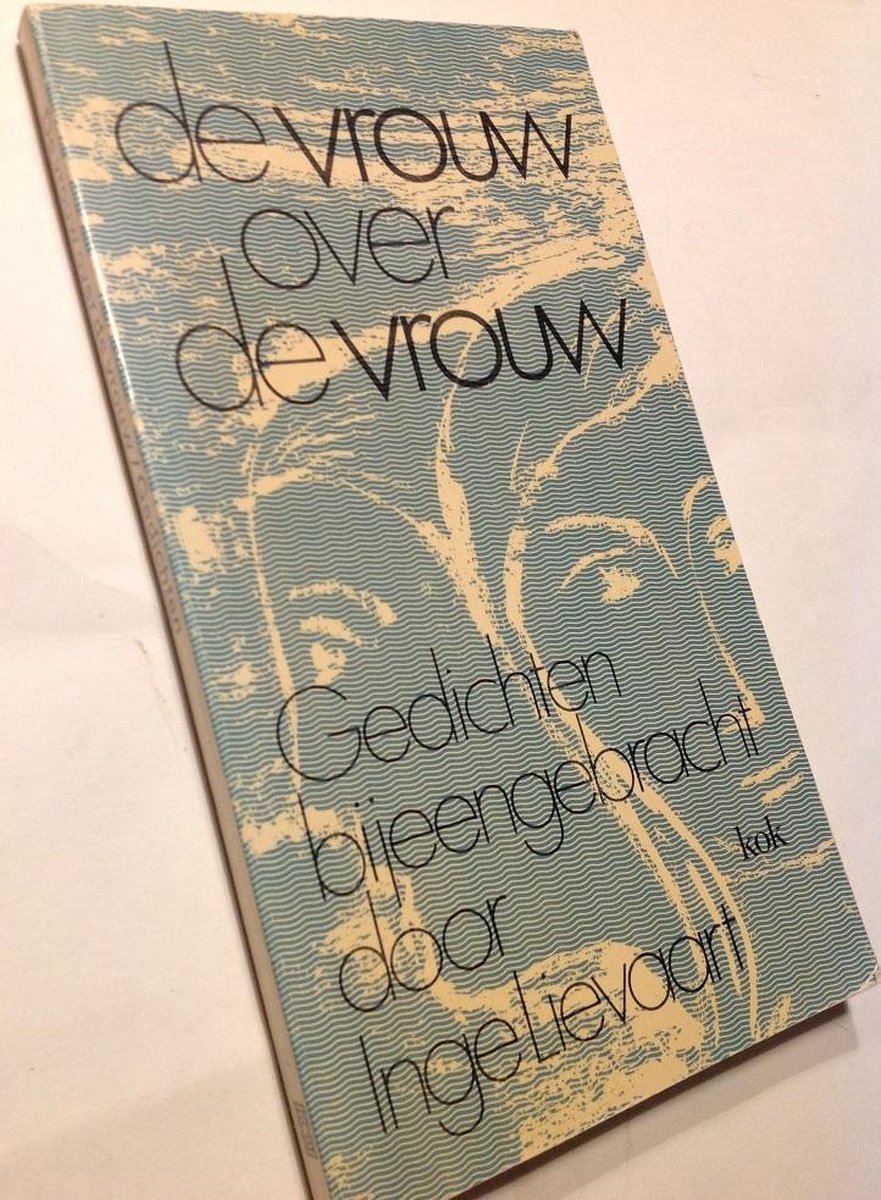 de vrouw
over
de vrouw
Gedichten
bijeengebracht
door
Inge Lievaart
kok